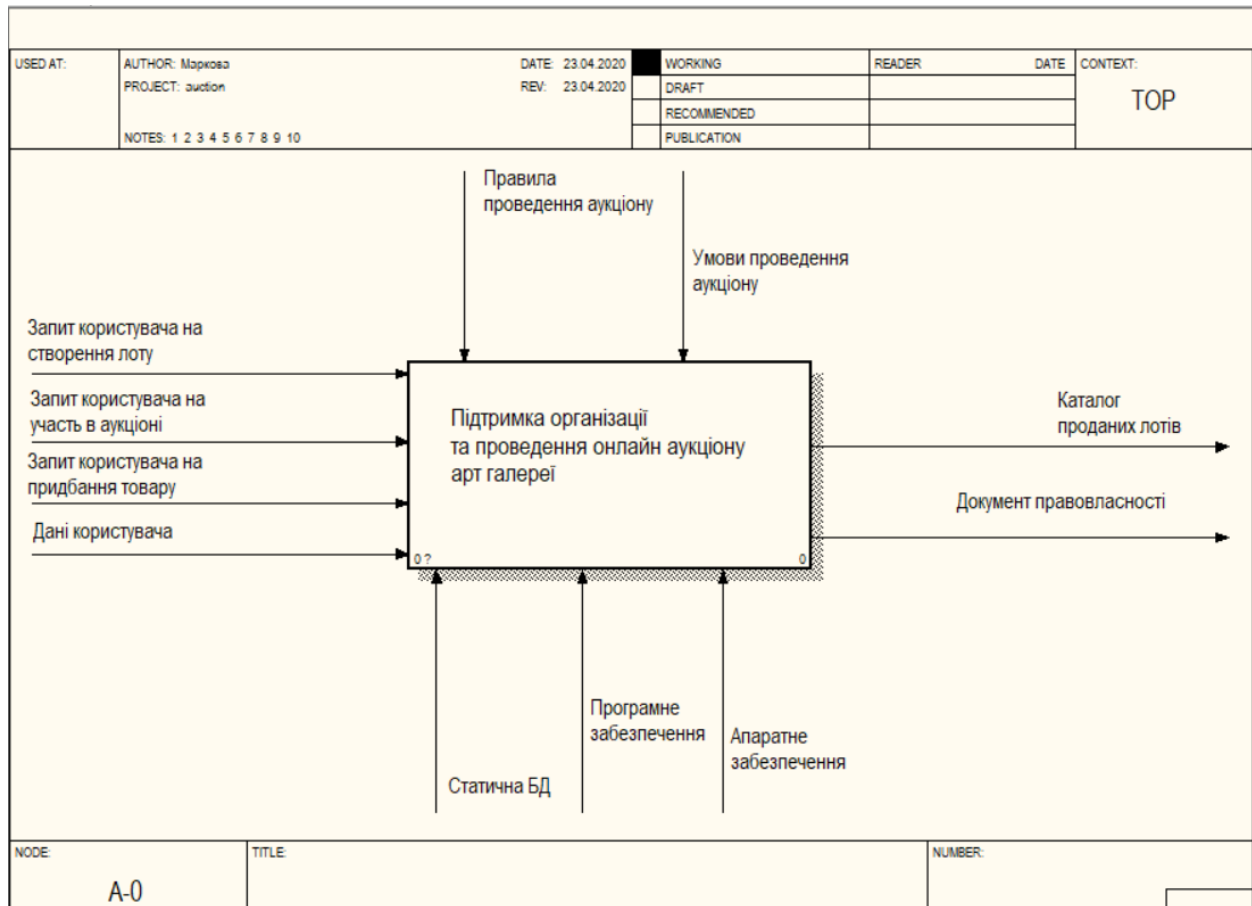 USED AT:
AUTHOR: Маркова
DATE: 23.04.2020
WORKING
READER
DATE
CONTEXT:
PROJECT: auction
REV: 23.04.2020
DRAFT
TOP
RECOMMENDED
NOTES: 1 2 3 4 5 6 7 8 9 10
PUBLICATION
Правила
проведення аукціону
Умови проведення
аукціону
Запит користувача на
створення лоту
Запит користувача на
участь в аукціоні
Запит користувача на
придбання товару
Дані користувача
Підтримка організації
та проведення онлайн аукціону
арт галереї
0 ?
0
Каталог
проданих лотів
Документ правовласності
Програмне
забезпечення
Апаратне
забезпечення
Статична БД
NODE:
TITLE:
NUMBER:
A-0